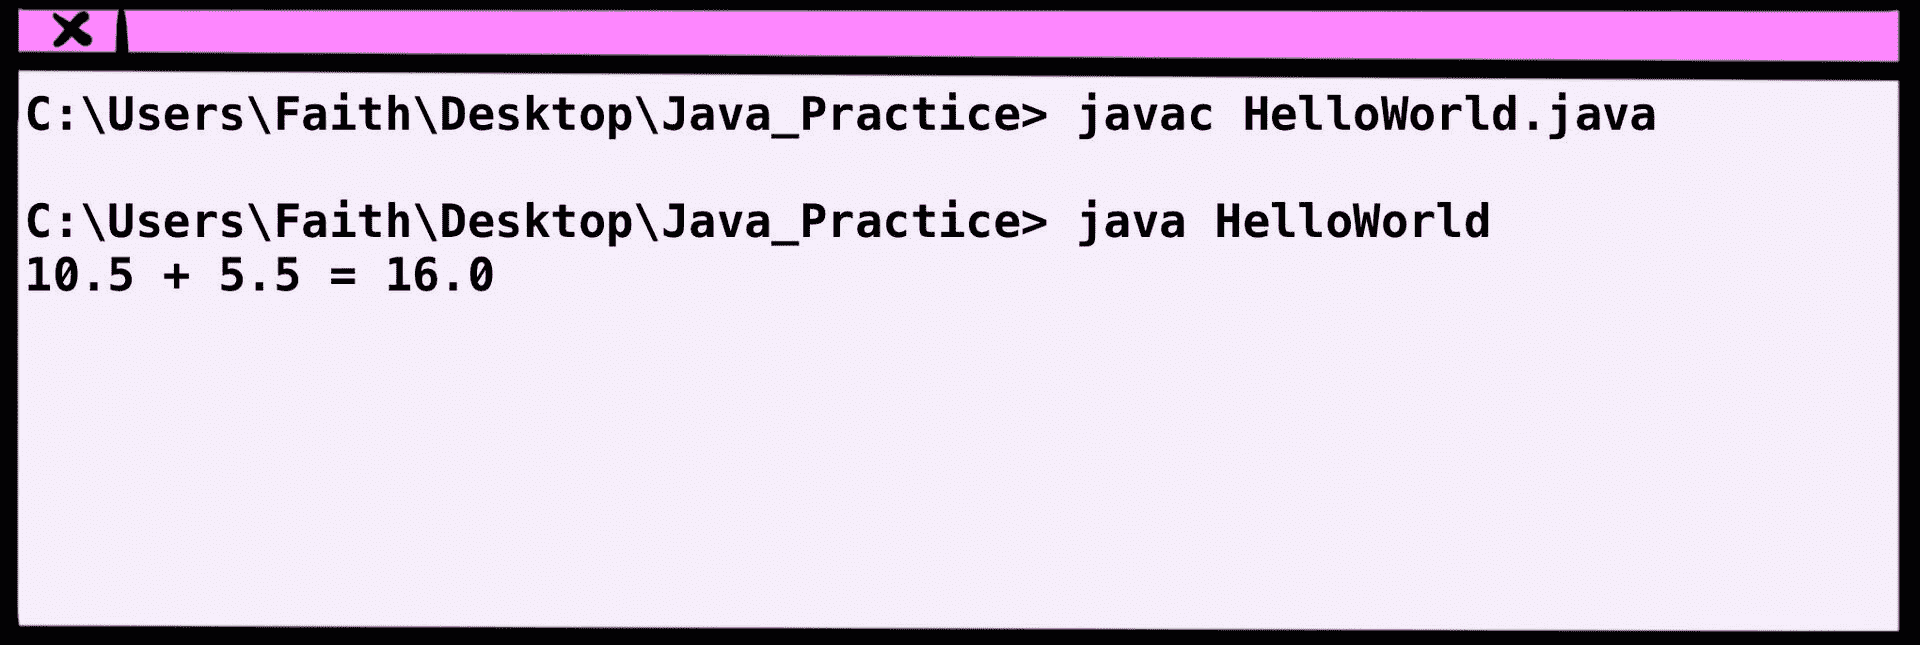 C:\Users\Faith\Desktop\Java_Practice> javac HelloWorld.java
C:\Users\Faith\Desktop\Java_Practice> java HelloWorld
10.5 + 5.5 = 16.0